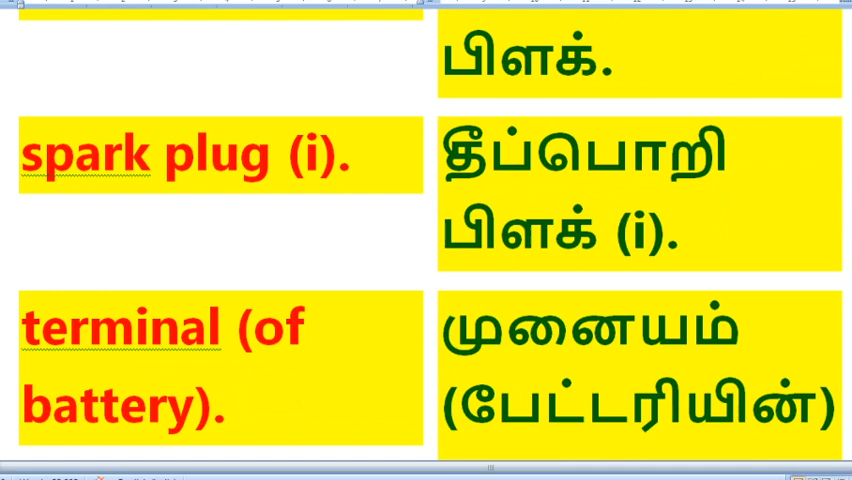 பிளக்.
spark plug (i).
தீப்பொறி
பிளக் (i).
terminal (of
battery).
முனையம்
(பேட்டரியின்)